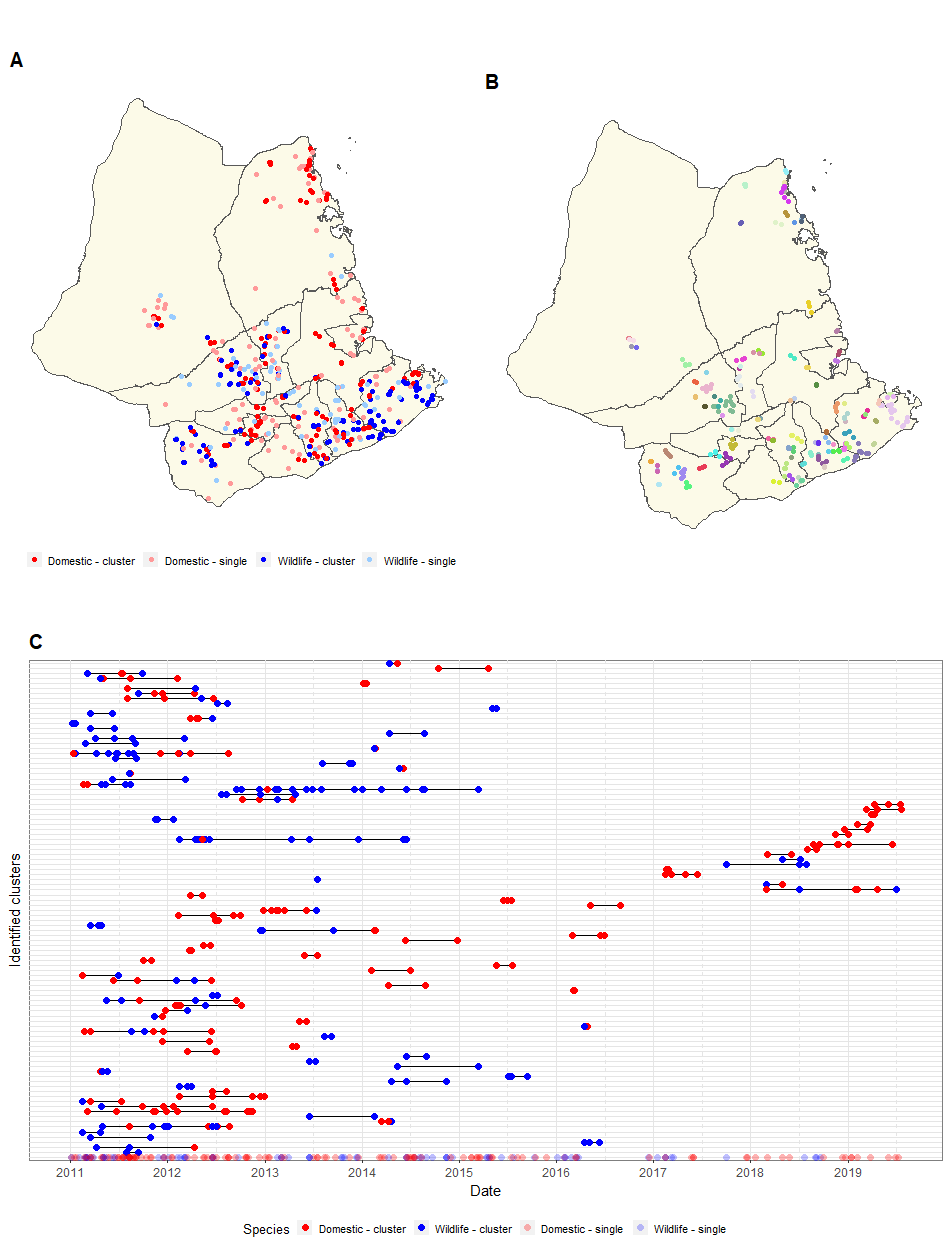 A
B
Domestic - cluster Domestic - single Wildlife - cluster Wildlife - single
C
Identified clusters
2011 2012 2013 2014 2015 2016 2017 2018 2019
Date
Species Domestic - cluster Wildlife - cluster Domestic - single Wildlife - single